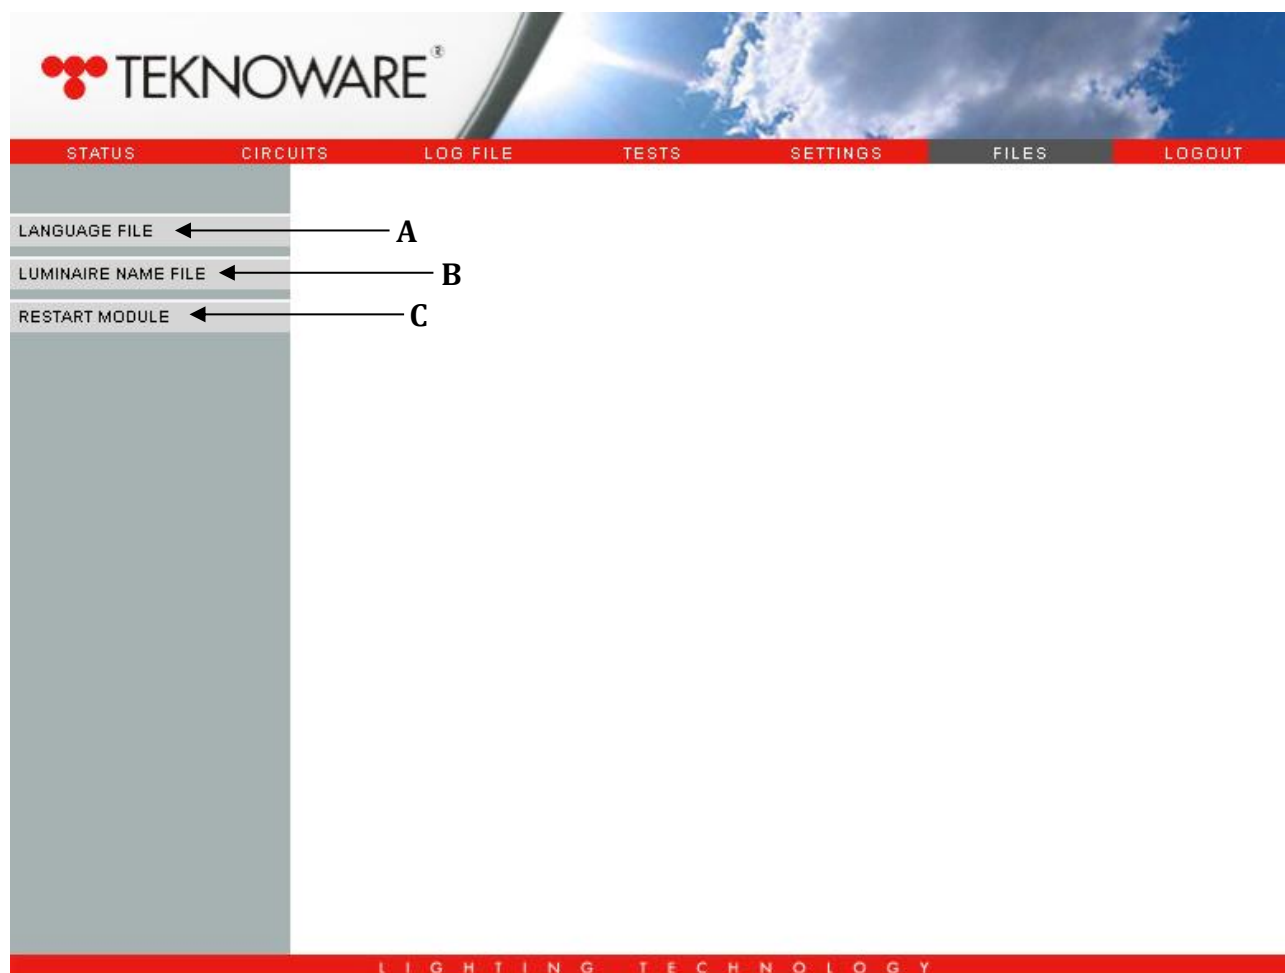 TEKNOWARE®
STATUS CIRCUITS LOG FILE TESTS SETTINGS FILES LOGOUT
LANGUAGE FILE A
LUMINAIRE NAME FILE B
RESTART MODULE C
LIGHTING TECHNOLOGY